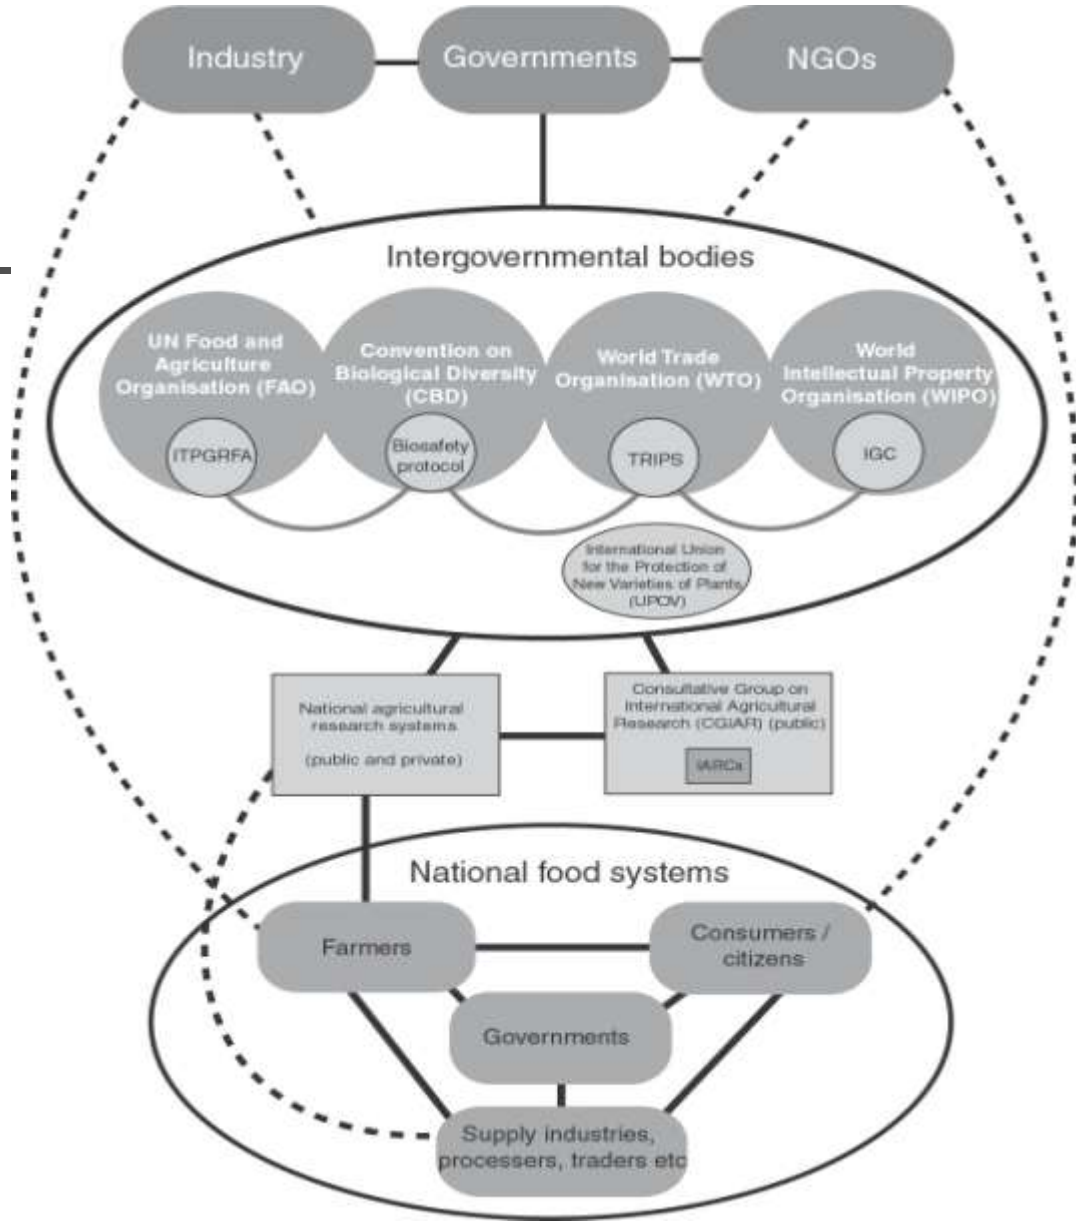 Industry
Governments
NGOs
Intergovernmental bodies
UN Food and
Agriculture
Organisation (FAO)
Convention on
Biological Diversity
(CBD)
World Trade
Organisation (WTO)
World
Intellectual Property
Organisation (WIPO)
ITPGRFA
Biosafety
protocol
TRIPS
IGC
International Union
for the Protection of
New Varieties of Plants
(UPOV)
National agricultural
research systems
(public and private)
Consultative Group on
International Agricultural
Research (CGIAR) (public)
IARCs
National food systems
Farmers
Consumers /
citizens
Governments
Supply industries,
processers, traders etc